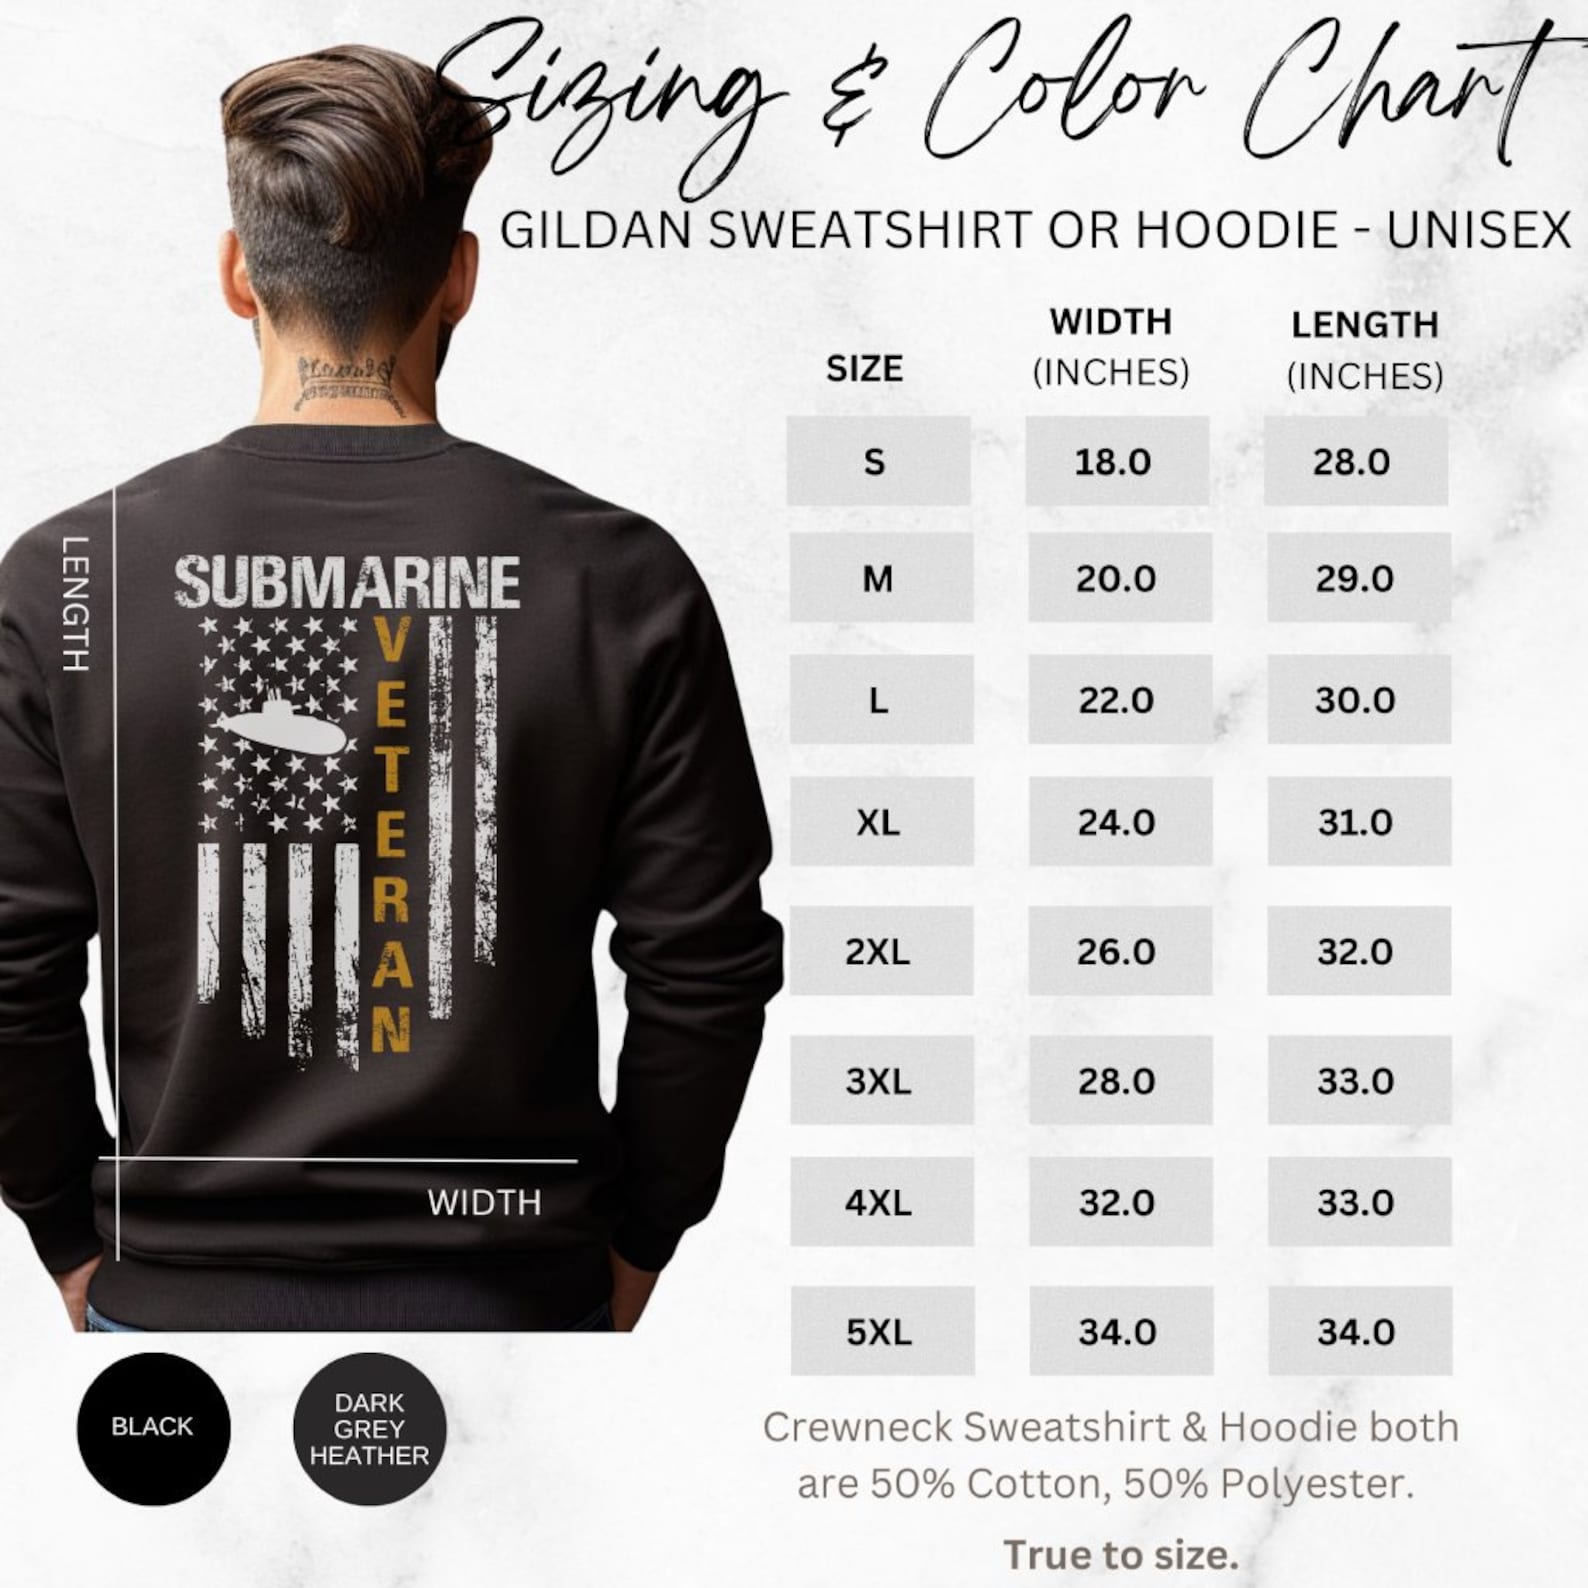 Sizing & Color Chart
GILDAN SWEATSHIRT OR HOODIE - UNISEX
SIZE WIDTH (INCHES) LENGTH (INCHES)
S 18.0 28.0
M 20.0 29.0
L 22.0 30.0
XL 24.0 31.0
2XL 26.0 32.0
3XL 28.0 33.0
4XL 32.0 33.0
5XL 34.0 34.0
Crewneck Sweatshirt & Hoodie both
are 50% Cotton, 50% Polyester.
True to size.
LENGTH
SUBMARINE
VETERAN
WIDTH
BLACK
DARK
GREY
HEATHER